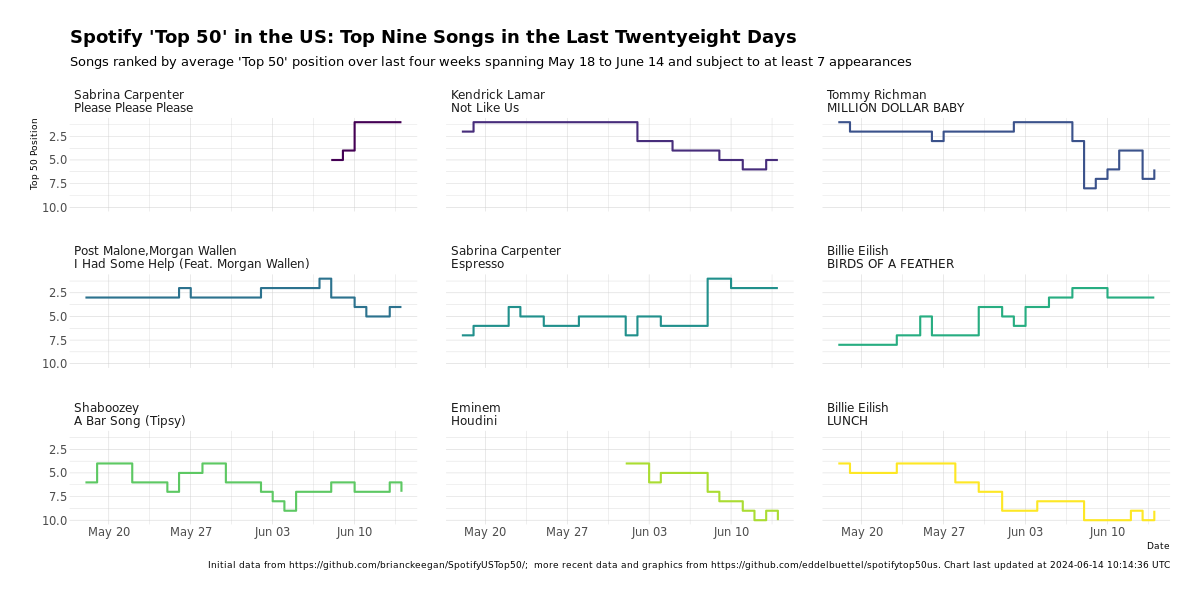 Spotify 'Top 50' in the US: Top Nine Songs in the Last Twentyeight Days
Songs ranked by average 'Top 50' position over last four weeks spanning May 18 to June 14 and subject to at least 7 appearances
Sabrina Carpenter
Please Please Please
Kendrick Lamar
Not Like Us
Tommy Richman
MILLION DOLLAR BABY
Top 50 Position
2.5
5.0
7.5
10.0
Post Malone,Morgan Wallen
I Had Some Help (Feat. Morgan Wallen)
Sabrina Carpenter
Espresso
Billie Eilish
BIRDS OF A FEATHER
2.5
5.0
7.5
10.0
Shaboozey
A Bar Song (Tipsy)
Eminem
Houdini
Billie Eilish
LUNCH
2.5
5.0
7.5
10.0
May 20 May 27 Jun 03 Jun 10 May 20 May 27 Jun 03 Jun 10 May 20 May 27 Jun 03 Jun 10
Date
Initial data from https://github.com/brianckeegan/SpotifyUSTop50/;  more recent data and graphics from https://github.com/eddelbuettel/spotifytop50us. Chart last updated at 2024-06-14 10:14:36 UTC